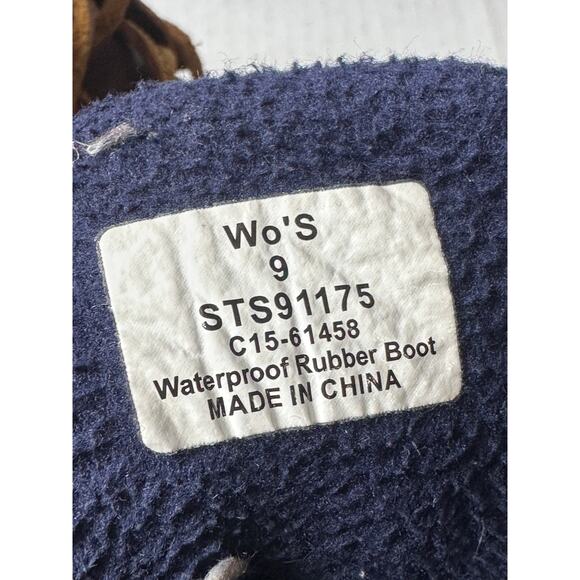 Wo'S
9
STS91175
C15-61458
Waterproof Rubber Boot
MADE IN CHINA